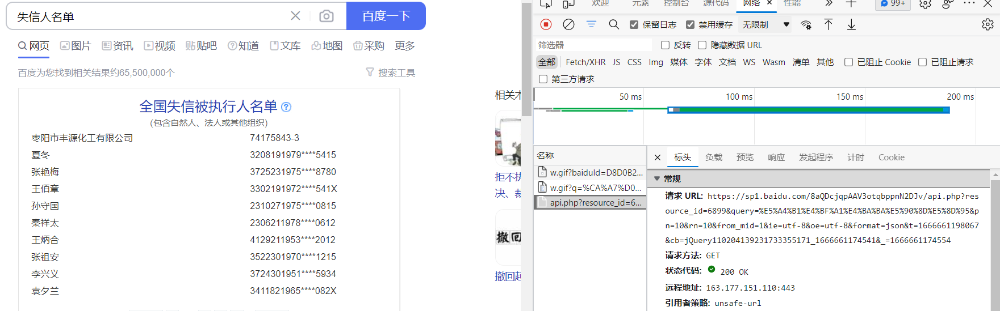 失信人名单
百度一下
网页 图片 资讯 视频 贴吧 知道 文库 地图 采购 更多
百度为您找到相关结果约65,500,000个
搜索工具
全国失信被执行人名单
(包含自然人、法人或其他组织)
枣阳市丰源化工有限公司 74175843-3
夏冬 3208191979****5415
张艳梅 3725231975****8780
王佰章 3302191972****541X
孙守国 2310271975****0815
秦祥太 2306211978****0612
王炳合 4129211953****2012
张祖安 3522301970****1215
李兴义 3724301951****5934
袁夕兰 3411821965****082X
相关术
拒不执
决、裁
撤回
撤回起
欢迎 元素 控制台 源代码 网络 性能 99+
保留日志 禁用缓存 无限制
筛选器 反转 隐藏数据 URL
全部 Fetch/XHR JS CSS Img 媒体 字体 文档 WS Wasm 清单 其他 已阻止 Cookie 已阻止请求
第三方请求
50 ms 100 ms 150 ms 200 ms
名称
w.gif?baiduId=D8D0B2...
w.gif?q=%CA%A7%D0...
api.php?resource_id=6...
标头 负载 预览 响应 发起程序 计时 Cookie
常规
请求 URL: https://sp1.baidu.com/8aQDcjqpAAV3otqbppnN2DJv/api.php?res
ource_id=6899&query=%E5%A4%B1%E4%BF%A1%E4%BA%BA%E5%90%8D%E5%8D%95&p
n=10&rn=10&from_mid=1&ie=utf-8&oe=utf-8&format=json&t=1666661198067
&cb=jQuery110204139231733355171_1666661174541&_=1666661174554
请求方法: GET
状态代码: 200 OK
远程地址: 163.177.151.110:443
引用者策略: unsafe-url